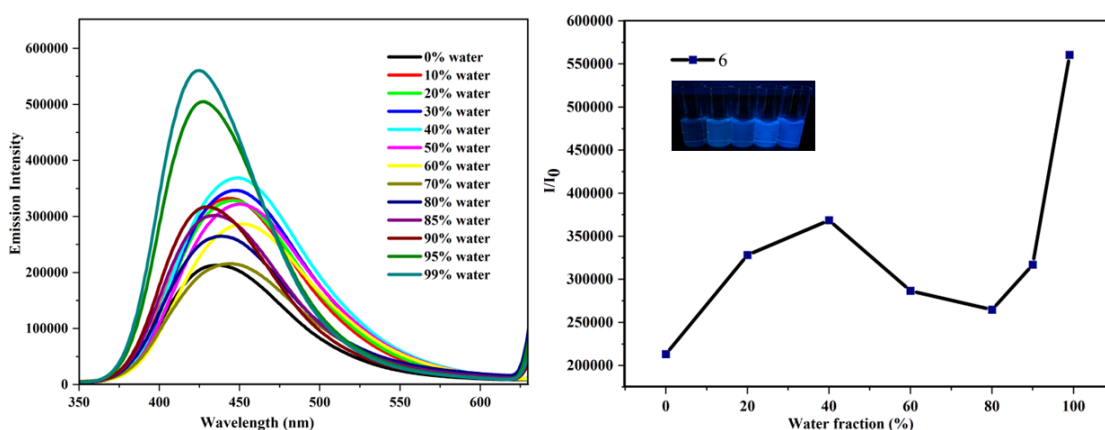 600000
500000
400000
300000
200000
100000
0
Emission Intensity
350 400 450 500 550 600
Wavelength (nm)
0% water
10% water
20% water
30% water
40% water
50% water
60% water
70% water
80% water
85% water
90% water
95% water
99% water
600000
550000
500000
450000
400000
350000
300000
250000
200000
I/I0
6
0 20 40 60 80 100
Water fraction (%)